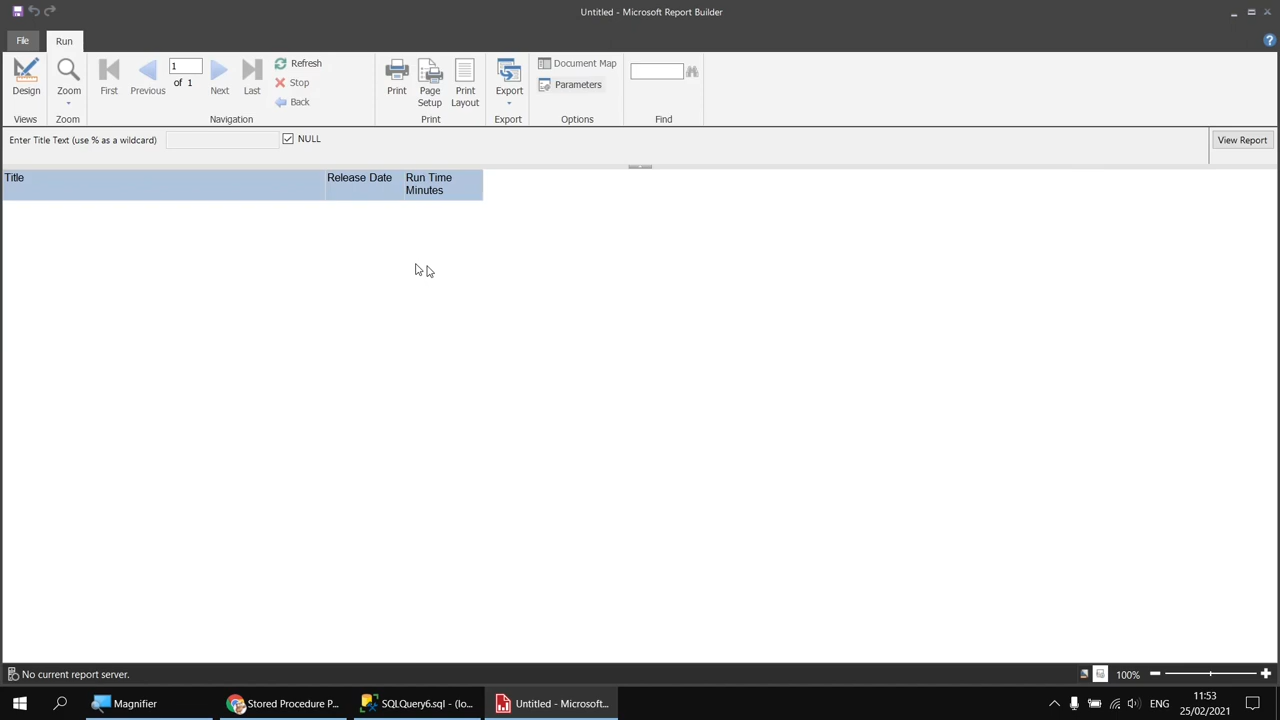 Untitled - Microsoft Report Builder
File
Run
Design
Zoom
First
Previous
1
of 1
Next
Last
Refresh
Stop
Back
Print
Page
Setup
Print
Layout
Export
Document Map
Parameters
Views
Zoom
Navigation
Print
Export
Options
Find
Enter Title Text (use % as a wildcard)
NULL
View Report
Title
Release Date
Run Time
Minutes
No current report server.
100%
Magnifier
Stored Procedure P...
SQLQuery6.sql - (lo...
Untitled - Microsoft...
ENG
11:53
25/02/2021